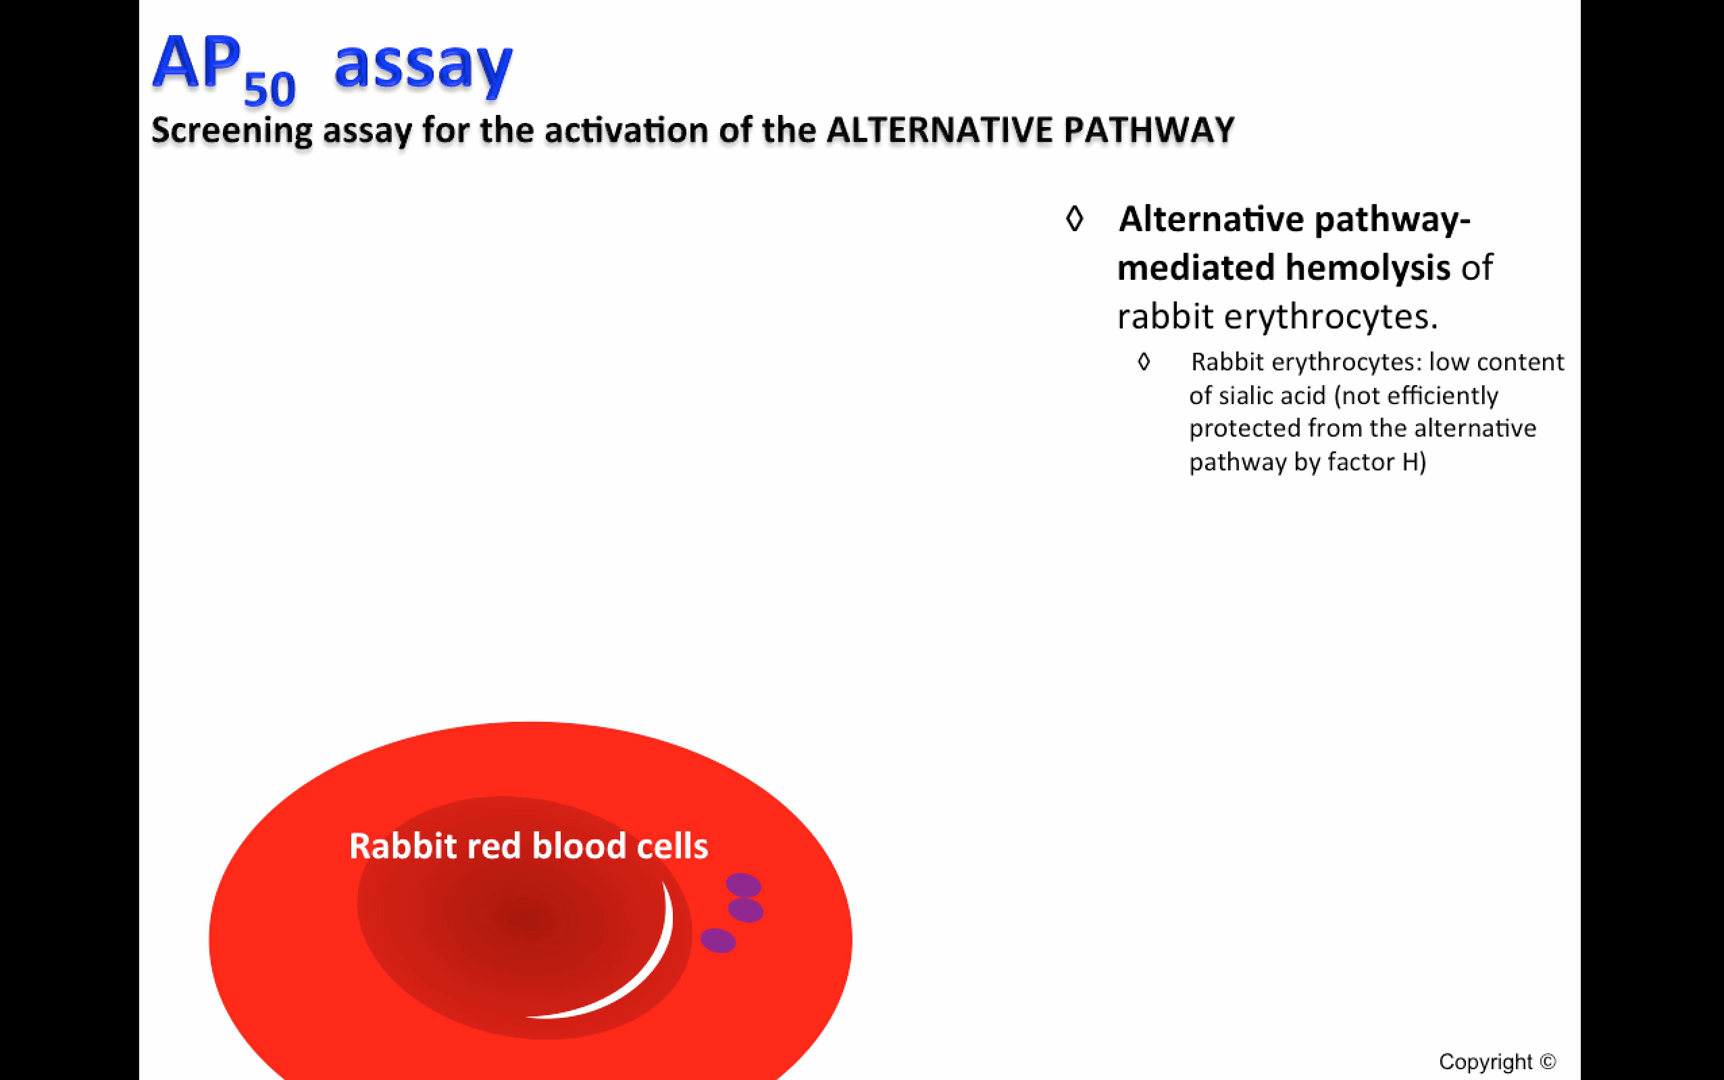 AP50 assay
Screening assay for the activation of the ALTERNATIVE PATHWAY
◊ Alternative pathway-
mediated hemolysis of
rabbit erythrocytes.
◊ Rabbit erythrocytes: low content
of sialic acid (not efficiently
protected from the alternative
pathway by factor H)
Rabbit red blood cells
Copyright ©